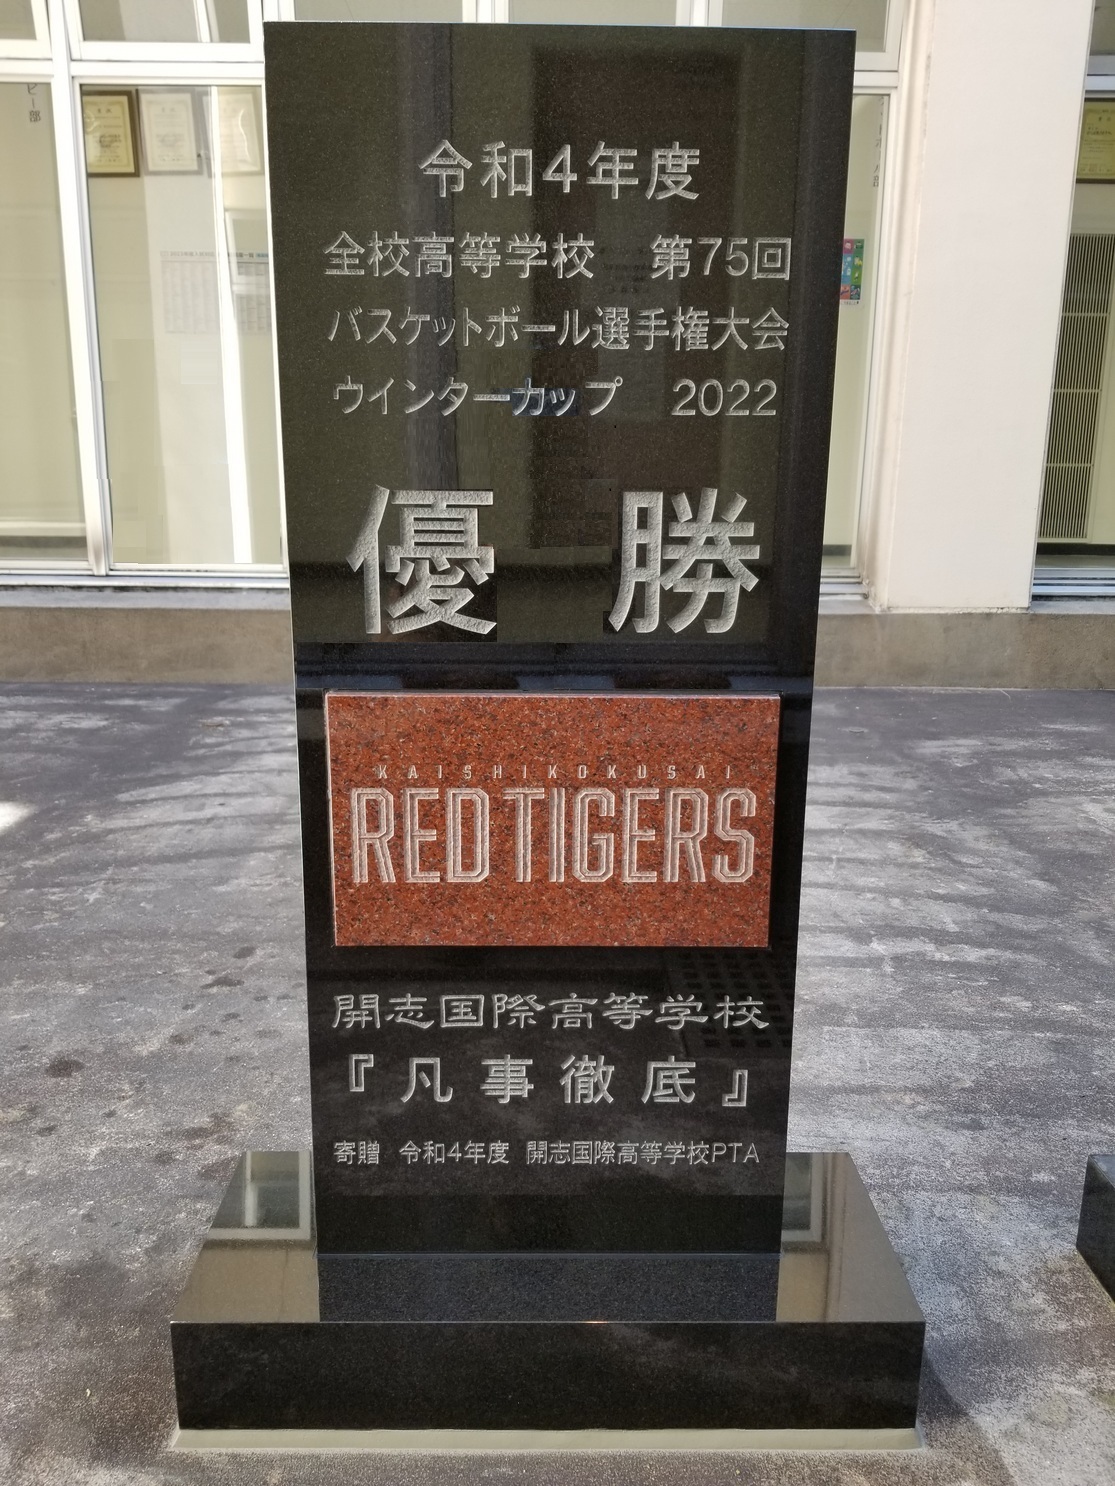 令和4年度
全校高等学校 第75回
バスケットボール選手権大会
ウインターカップ 2022
優勝
KAISHIKOKUSAI
RED TIGERS
開志国際高等学校
『凡事徹底』
寄贈 令和4年度 開志国際高等学校PTA